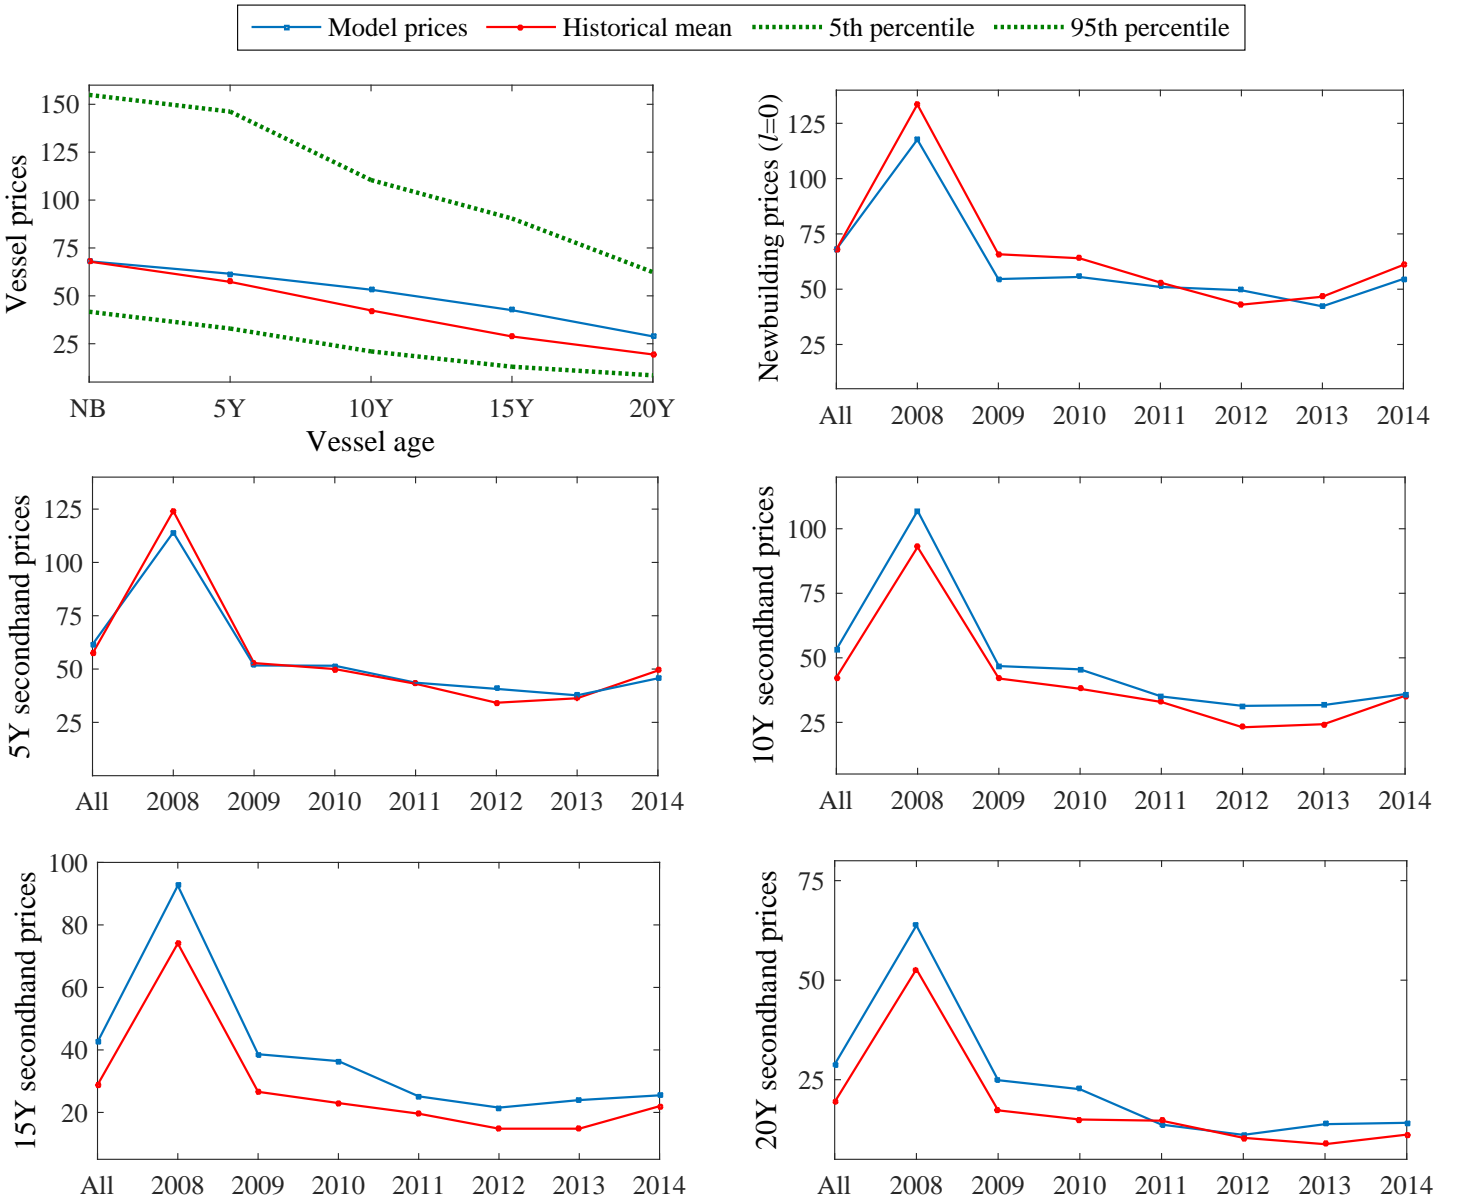 Model prices Historical mean 5th percentile 95th percentile
Vessel prices
150
125
100
75
50
25
NB 5Y 10Y 15Y 20Y
Vessel age
Newbuilding prices (l=0)
125
100
75
50
25
All 2008 2009 2010 2011 2012 2013 2014
5Y secondhand prices
125
100
75
50
25
All 2008 2009 2010 2011 2012 2013 2014
10Y secondhand prices
100
75
50
25
All 2008 2009 2010 2011 2012 2013 2014
15Y secondhand prices
100
80
60
40
20
All 2008 2009 2010 2011 2012 2013 2014
20Y secondhand prices
75
50
25
All 2008 2009 2010 2011 2012 2013 2014